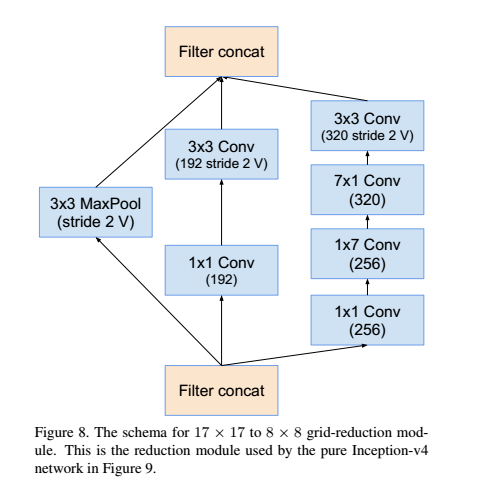 Filter concat
3x3 Conv
(320 stride 2 V)
3x3 Conv
(192 stride 2 V)
7x1 Conv
(320)
3x3 MaxPool
(stride 2 V)
1x7 Conv
(256)
1x1 Conv
(192)
1x1 Conv
(256)
Filter concat
Figure 8. The schema for 17 × 17 to 8 × 8 grid-reduction mod-
ule. This is the reduction module used by the pure Inception-v4
network in Figure 9.